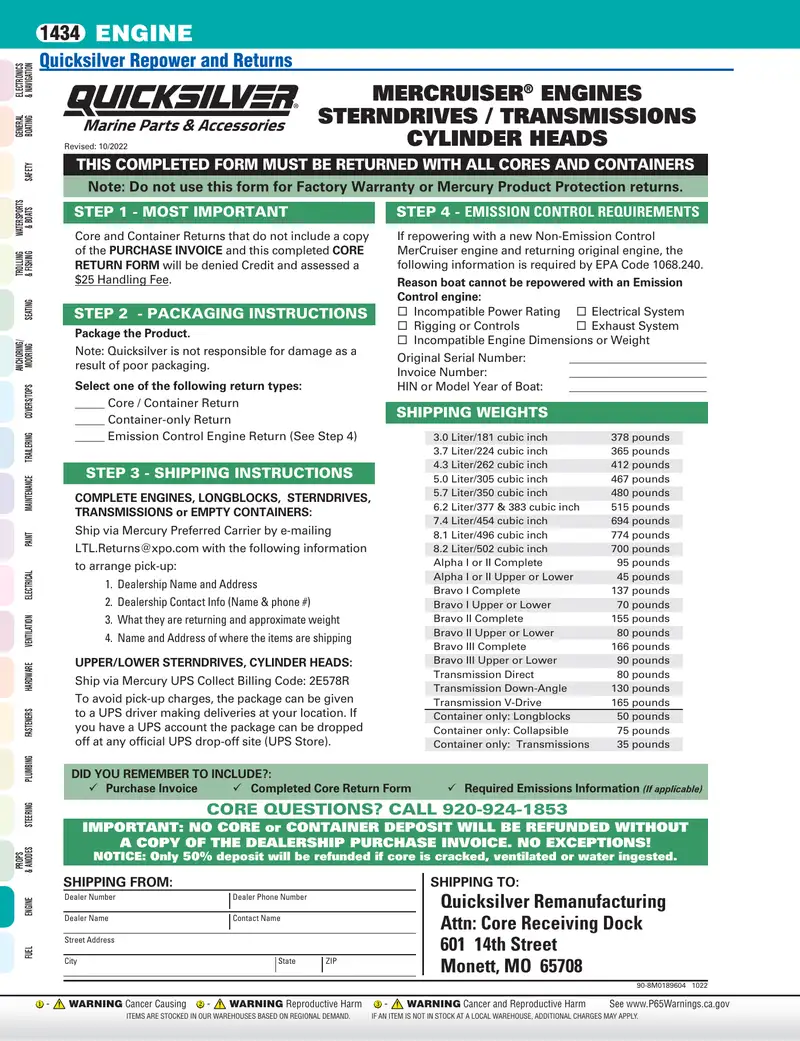 1434 ENGINE
Quicksilver Repower and Returns
QUICKSILVER®
Marine Parts & Accessories
Revised: 10/2022
MERCRUISER® ENGINES
STERNDRIVES / TRANSMISSIONS
CYLINDER HEADS
THIS COMPLETED FORM MUST BE RETURNED WITH ALL CORES AND CONTAINERS
Note: Do not use this form for Factory Warranty or Mercury Product Protection returns.
STEP 1 - MOST IMPORTANT
Core and Container Returns that do not include a copy
of the PURCHASE INVOICE and this completed CORE
RETURN FORM will be denied Credit and assessed a
$25 Handling Fee.
STEP 2 - PACKAGING INSTRUCTIONS
Package the Product.
Note: Quicksilver is not responsible for damage as a
result of poor packaging.
Select one of the following return types:
_____ Core / Container Return
_____ Container-only Return
_____ Emission Control Engine Return (See Step 4)
STEP 3 - SHIPPING INSTRUCTIONS
COMPLETE ENGINES, LONGBLOCKS, STERNDRIVES,
TRANSMISSIONS or EMPTY CONTAINERS:
Ship via Mercury Preferred Carrier by e-mailing
LTL.Returns@xpo.com with the following information
to arrange pick-up:
1. Dealership Name and Address
2. Dealership Contact Info (Name & phone #)
3. What they are returning and approximate weight
4. Name and Address of where the items are shipping
UPPER/LOWER STERNDRIVES, CYLINDER HEADS:
Ship via Mercury UPS Collect Billing Code: 2E578R
To avoid pick-up charges, the package can be given
to a UPS driver making deliveries at your location. If
you have a UPS account the package can be dropped
off at any official UPS drop-off site (UPS Store).
STEP 4 - EMISSION CONTROL REQUIREMENTS
If repowering with a new Non-Emission Control
MerCruiser engine and returning original engine, the
following information is required by EPA Code 1068.240.
Reason boat cannot be repowered with an Emission
Control engine:
☐ Incompatible Power Rating ☐ Electrical System
☐ Rigging or Controls ☐ Exhaust System
☐ Incompatible Engine Dimensions or Weight
Original Serial Number: ____________________
Invoice Number: ____________________
HIN or Model Year of Boat: ____________________
SHIPPING WEIGHTS
3.0 Liter/181 cubic inch 378 pounds
3.7 Liter/224 cubic inch 365 pounds
4.3 Liter/262 cubic inch 412 pounds
5.0 Liter/305 cubic inch 467 pounds
5.7 Liter/350 cubic inch 480 pounds
6.2 Liter/377 & 383 cubic inch 515 pounds
7.4 Liter/454 cubic inch 694 pounds
8.1 Liter/496 cubic inch 774 pounds
8.2 Liter/502 cubic inch 700 pounds
Alpha I or II Complete 95 pounds
Alpha I or II Upper or Lower 45 pounds
Bravo I Complete 137 pounds
Bravo I Upper or Lower 70 pounds
Bravo II Complete 155 pounds
Bravo II Upper or Lower 80 pounds
Bravo III Complete 166 pounds
Bravo III Upper or Lower 90 pounds
Transmission Direct 80 pounds
Transmission Down-Angle 130 pounds
Transmission V-Drive 165 pounds
Container only: Longblocks 50 pounds
Container only: Collapsible 75 pounds
Container only: Transmissions 35 pounds
DID YOU REMEMBER TO INCLUDE?:
✓ Purchase Invoice ✓ Completed Core Return Form ✓ Required Emissions Information (If applicable)
CORE QUESTIONS? CALL 920-924-1853
IMPORTANT: NO CORE or CONTAINER DEPOSIT WILL BE REFUNDED WITHOUT
A COPY OF THE DEALERSHIP PURCHASE INVOICE. NO EXCEPTIONS!
NOTICE: Only 50% deposit will be refunded if core is cracked, ventilated or water ingested.
SHIPPING FROM:
Dealer Number Dealer Phone Number
Dealer Name Contact Name
Street Address
City State ZIP
SHIPPING TO:
Quicksilver Remanufacturing
Attn: Core Receiving Dock
601 14th Street
Monett, MO 65708
90-8M0189604 1022
1 - ⚠ WARNING Cancer Causing 2 - ⚠ WARNING Reproductive Harm 3 - ⚠ WARNING Cancer and Reproductive Harm See www.P65Warnings.ca.gov
ITEMS ARE STOCKED IN OUR WAREHOUSES BASED ON REGIONAL DEMAND. IF AN ITEM IS NOT IN STOCK AT A LOCAL WAREHOUSE, ADDITIONAL CHARGES MAY APPLY.
ELECTRONICS
& NAVIGATION
GENERAL
BOATING
SAFETY
WATERSPORTS
& BOATS
TROLLING
& FISHING
SEATING
ANCHORING/
MOORING
COVERS/TOPS
TRAILERING
MAINTENANCE
PAINT
ELECTRICAL
VENTILATION
HARDWARE
FASTENERS
PLUMBING
STEERING
PROPS
& ANODES
ENGINE
FUEL